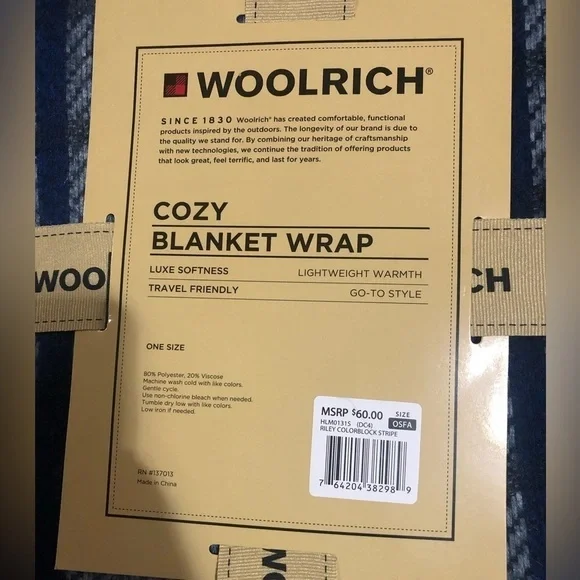 WOOLRICH®
SINCE 1830 Woolrich® has created comfortable, functional
products inspired by the outdoors. The longevity of our brand is due to
the quality we stand for. By combining our heritage of craftsmanship
with new technologies, we continue the tradition of offering products
that look great, feel terrific, and last for years.
COZY
BLANKET WRAP
LUXE SOFTNESS LIGHTWEIGHT WARMTH
TRAVEL FRIENDLY GO-TO STYLE
WOO
CH
ONE SIZE
80% Polyester, 20% Viscose
Machine wash cold with like colors.
Gentle cycle.
Use non-chlorine bleach when needed.
Tumble dry low with like colors.
Low iron if needed.
MSRP $60.00 SIZE
HLM0131S (DC4) OSFA
RILEY COLORBLOCK STRIPE
7 64204 38298 9
RN #137013
Made in China